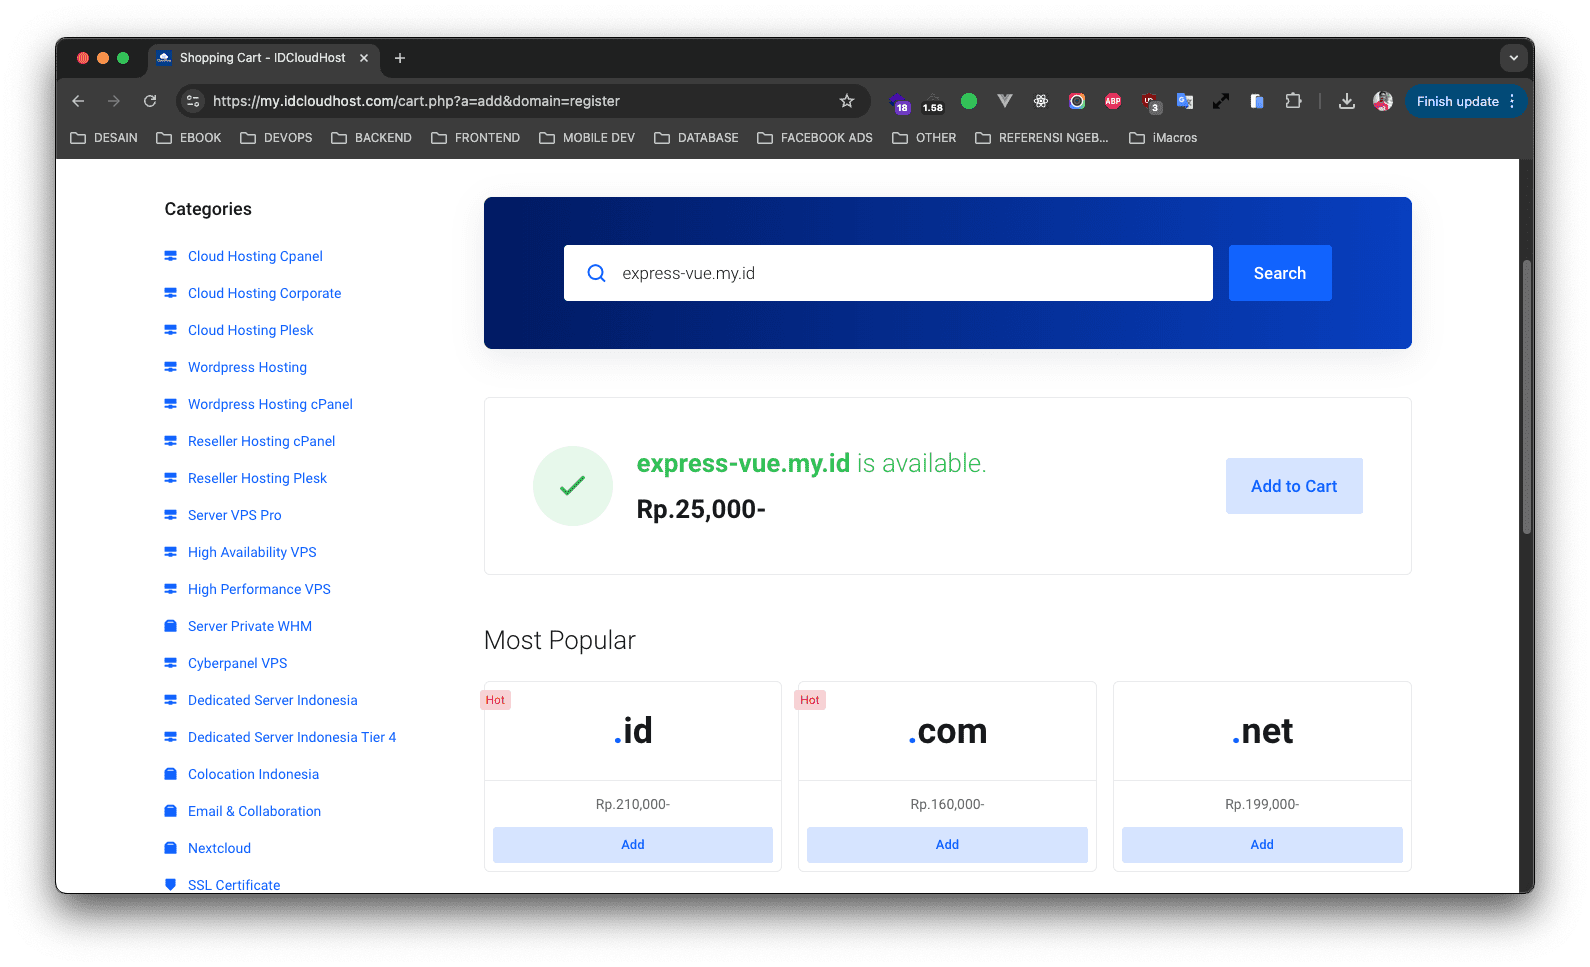 Shopping Cart - IDCloudHost
https://my.idcloudhost.com/cart.php?a=add&domain=register
18
1.58
ABP
3
Finish update
DESAIN
EBOOK
DEVOPS
BACKEND
FRONTEND
MOBILE DEV
DATABASE
FACEBOOK ADS
OTHER
REFERENSI NGEB...
iMacros
Categories
Cloud Hosting Cpanel
Cloud Hosting Corporate
Cloud Hosting Plesk
Wordpress Hosting
Wordpress Hosting cPanel
Reseller Hosting cPanel
Reseller Hosting Plesk
Server VPS Pro
High Availability VPS
High Performance VPS
Server Private WHM
Cyberpanel VPS
Dedicated Server Indonesia
Dedicated Server Indonesia Tier 4
Colocation Indonesia
Email & Collaboration
Nextcloud
SSL Certificate
express-vue.my.id
Search
express-vue.my.id is available.
Rp.25,000-
Add to Cart
Most Popular
Hot
.id
Rp.210,000-
Add
Hot
.com
Rp.160,000-
Add
.net
Rp.199,000-
Add